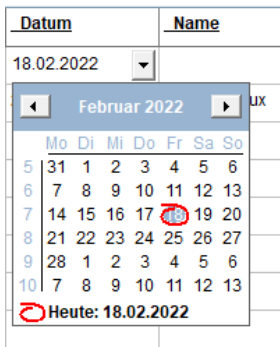 Datum Name
18.02.2022
ux
Februar 2022
Mo Di Mi Do Fr Sa So
5 31 1 2 3 4 5 6
6 7 8 9 10 11 12 13
7 14 15 16 17 18 19 20
8 21 22 23 24 25 26 27
9 28 1 2 3 4 5 6
10 7 8 9 10 11 12 13
Heute: 18.02.2022